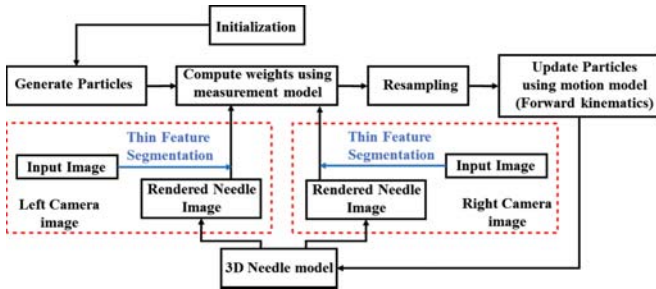 Initialization
Generate Particles
Compute weights using
measurement model
Resampling
Update Particles
using motion model
(Forward kinematics)
Thin Feature
Segmentation
Input Image
Rendered Needle
Image
Left Camera
image
Thin Feature
Segmentation
Input Image
Rendered Needle
Image
Right Camera
image
3D Needle model